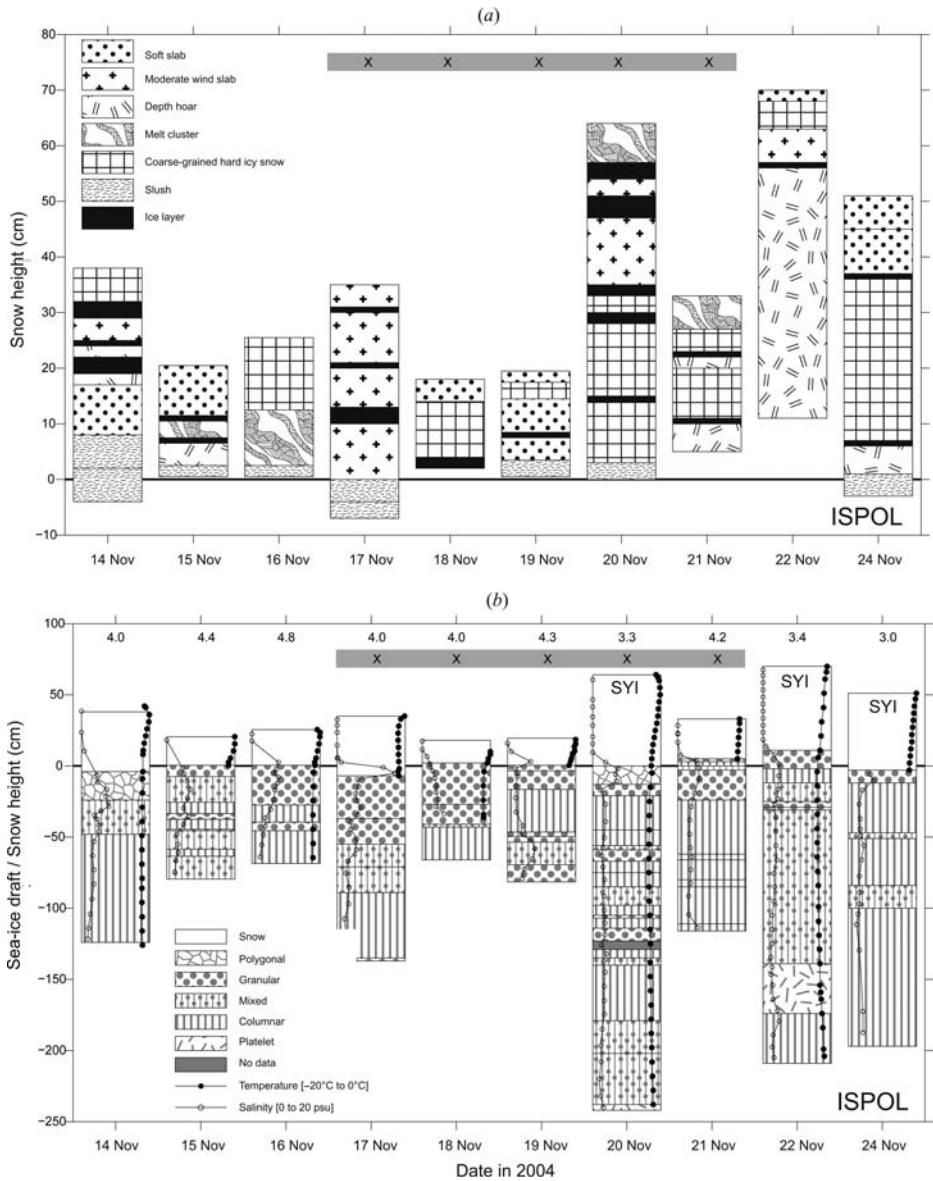 (a)
80
70
60
50
40
30
20
10
0
−10
Snow height (cm)
Soft slab
Moderate wind slab
Depth hoar
Melt cluster
Coarse-grained hard icy snow
Slush
Ice layer
X X X X X
ISPOL
14 Nov 15 Nov 16 Nov 17 Nov 18 Nov 19 Nov 20 Nov 21 Nov 22 Nov 24 Nov
(b)
100
50
0
−50
−100
−150
−200
−250
Sea-ice draft / Snow height (cm)
4.0 4.4 4.8 4.0 4.0 4.3 3.3 4.2 3.4 3.0
X X X X X
SYI SYI SYI
Snow
Polygonal
Granular
Mixed
Columnar
Platelet
No data
Temperature [−20°C to 0°C]
Salinity [0 to 20 psu]
ISPOL
14 Nov 15 Nov 16 Nov 17 Nov 18 Nov 19 Nov 20 Nov 21 Nov 22 Nov 24 Nov
Date in 2004